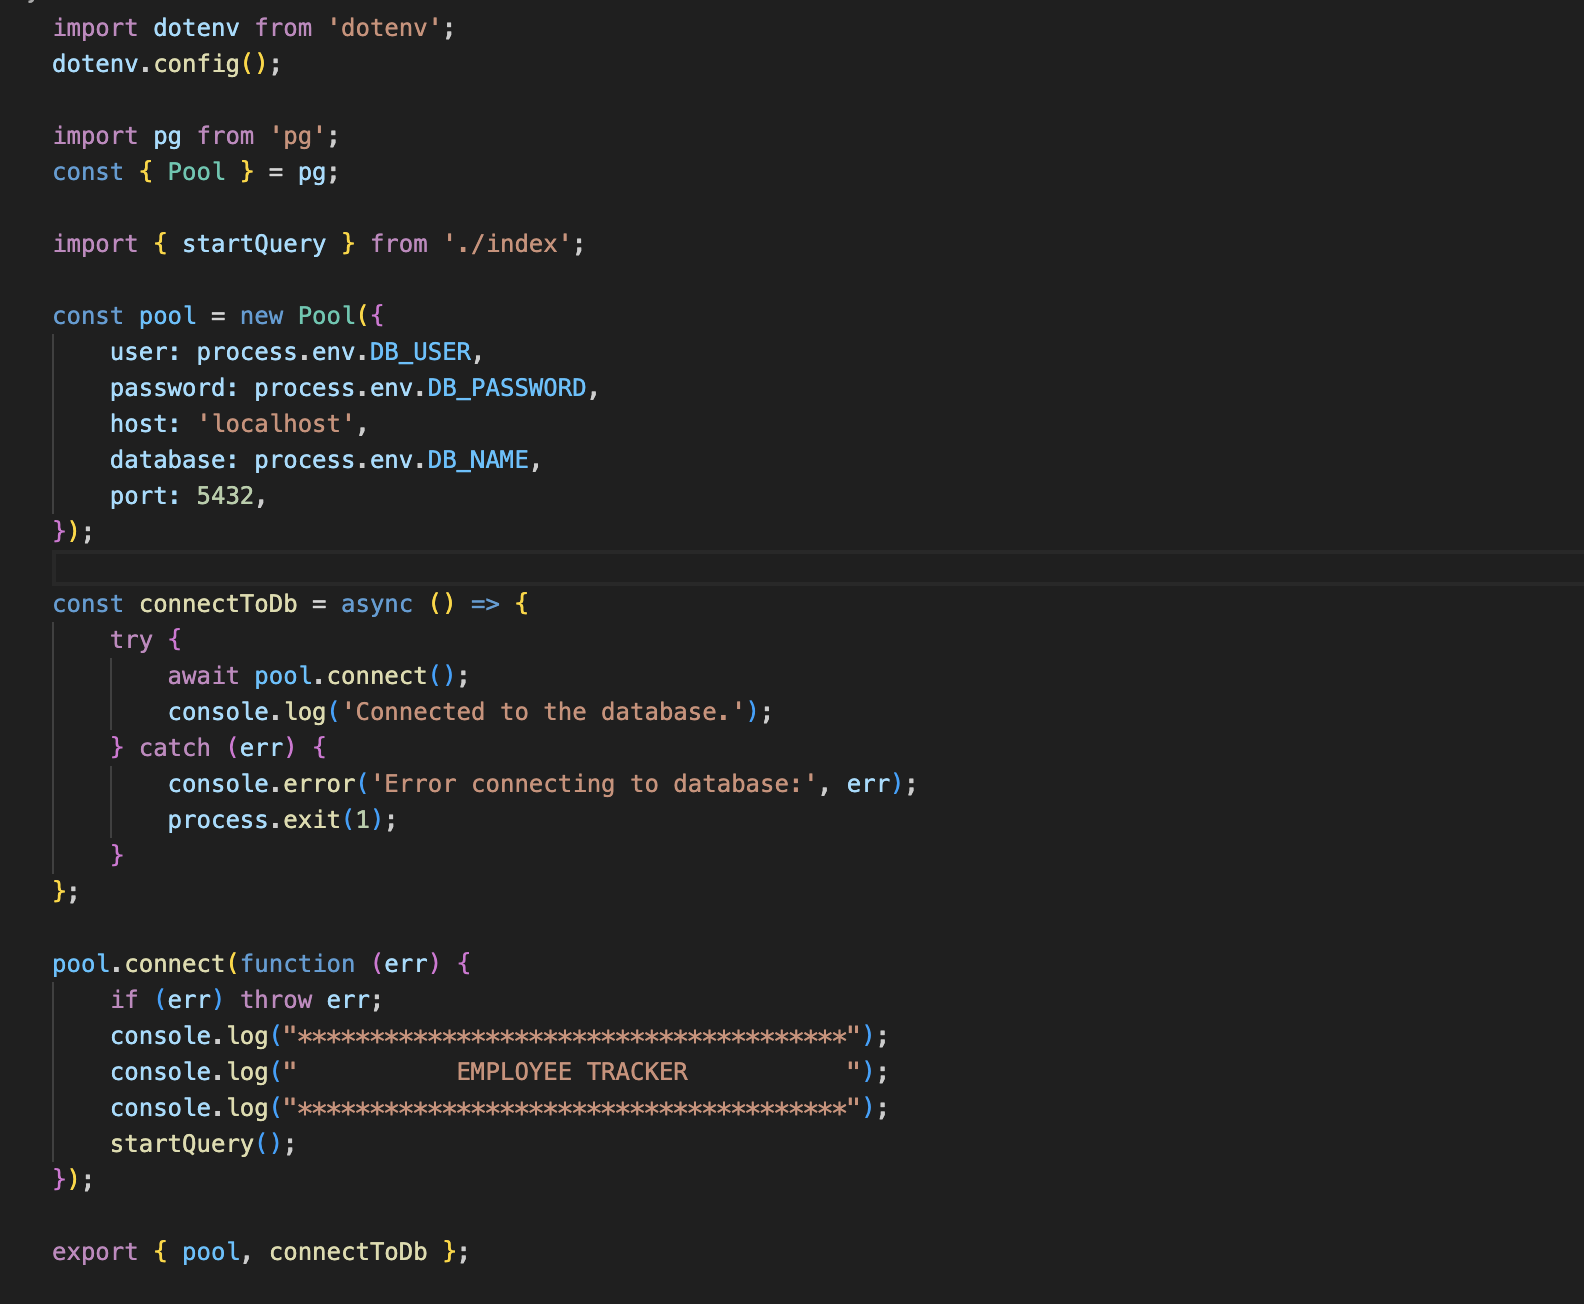 import dotenv from 'dotenv';
dotenv.config();
import pg from 'pg';
const { Pool } = pg;
import { startQuery } from './index';
const pool = new Pool({
    user: process.env.DB_USER,
    password: process.env.DB_PASSWORD,
    host: 'localhost',
    database: process.env.DB_NAME,
    port: 5432,
});
const connectToDb = async () => {
    try {
        await pool.connect();
        console.log('Connected to the database.');
    } catch (err) {
        console.error('Error connecting to database:', err);
        process.exit(1);
    }
};
pool.connect(function (err) {
    if (err) throw err;
    console.log("**************************************");
    console.log("           EMPLOYEE TRACKER           ");
    console.log("**************************************");
    startQuery();
});
export { pool, connectToDb };